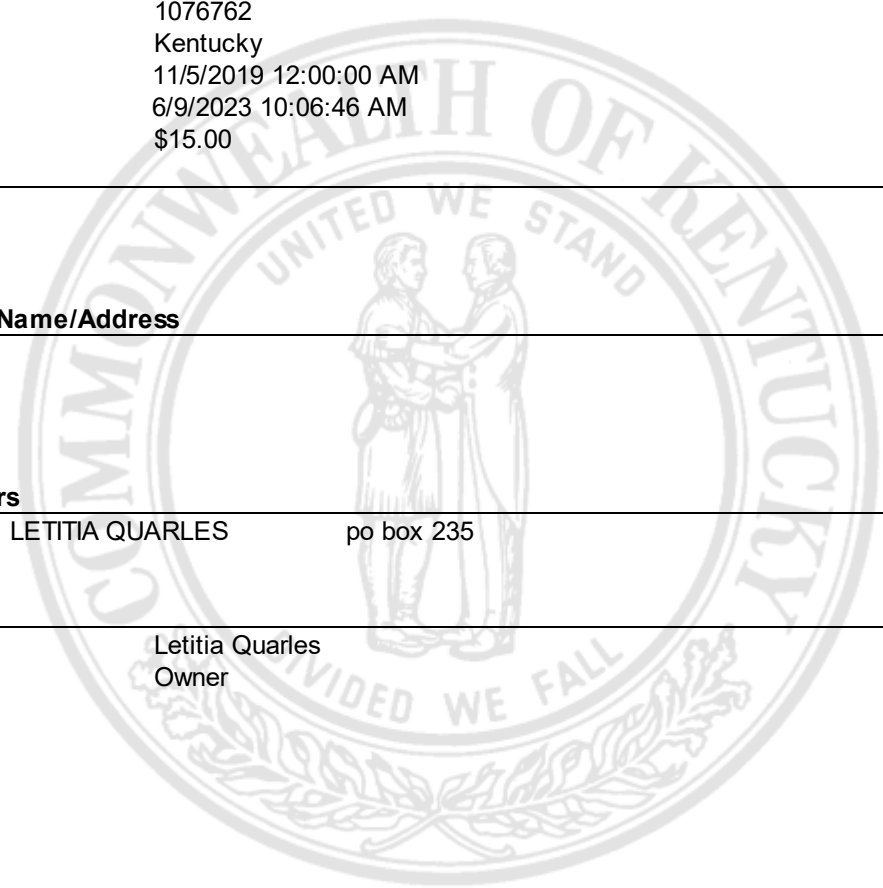 1076762
Kentucky
11/5/2019 12:00:00 AM
6/9/2023 10:06:46 AM
$15.00
COMMONWEALTH OF KENTUCKY
UNITED WE STAND
Name/Address
rs
LETITIA QUARLES po box 235
Letitia Quarles
Owner
DIVIDED WE FALL